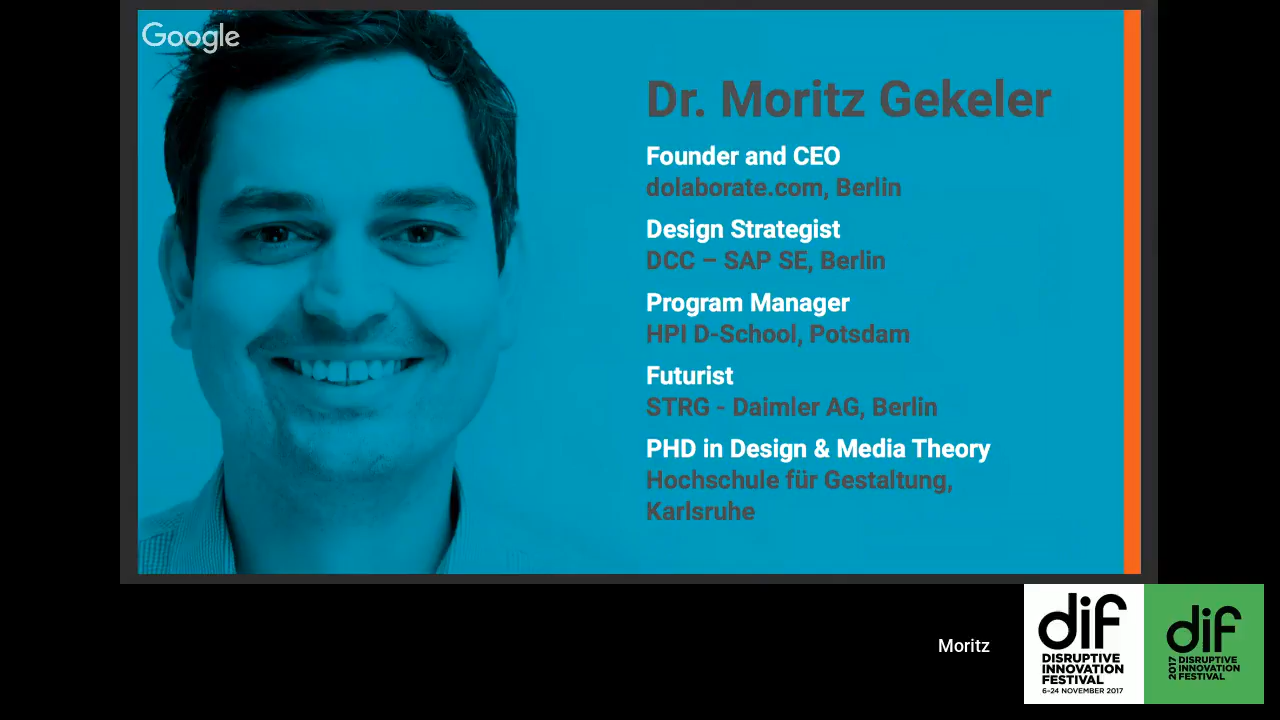 Google
Dr. Moritz Gekeler
Founder and CEO
dolaborate.com, Berlin
Design Strategist
DCC – SAP SE, Berlin
Program Manager
HPI D-School, Potsdam
Futurist
STRG - Daimler AG, Berlin
PHD in Design & Media Theory
Hochschule für Gestaltung,
Karlsruhe
Moritz
dif
DISRUPTIVE
INNOVATION
FESTIVAL
6-24 NOVEMBER 2017
dif
2017
DISRUPTIVE
INNOVATION
FESTIVAL